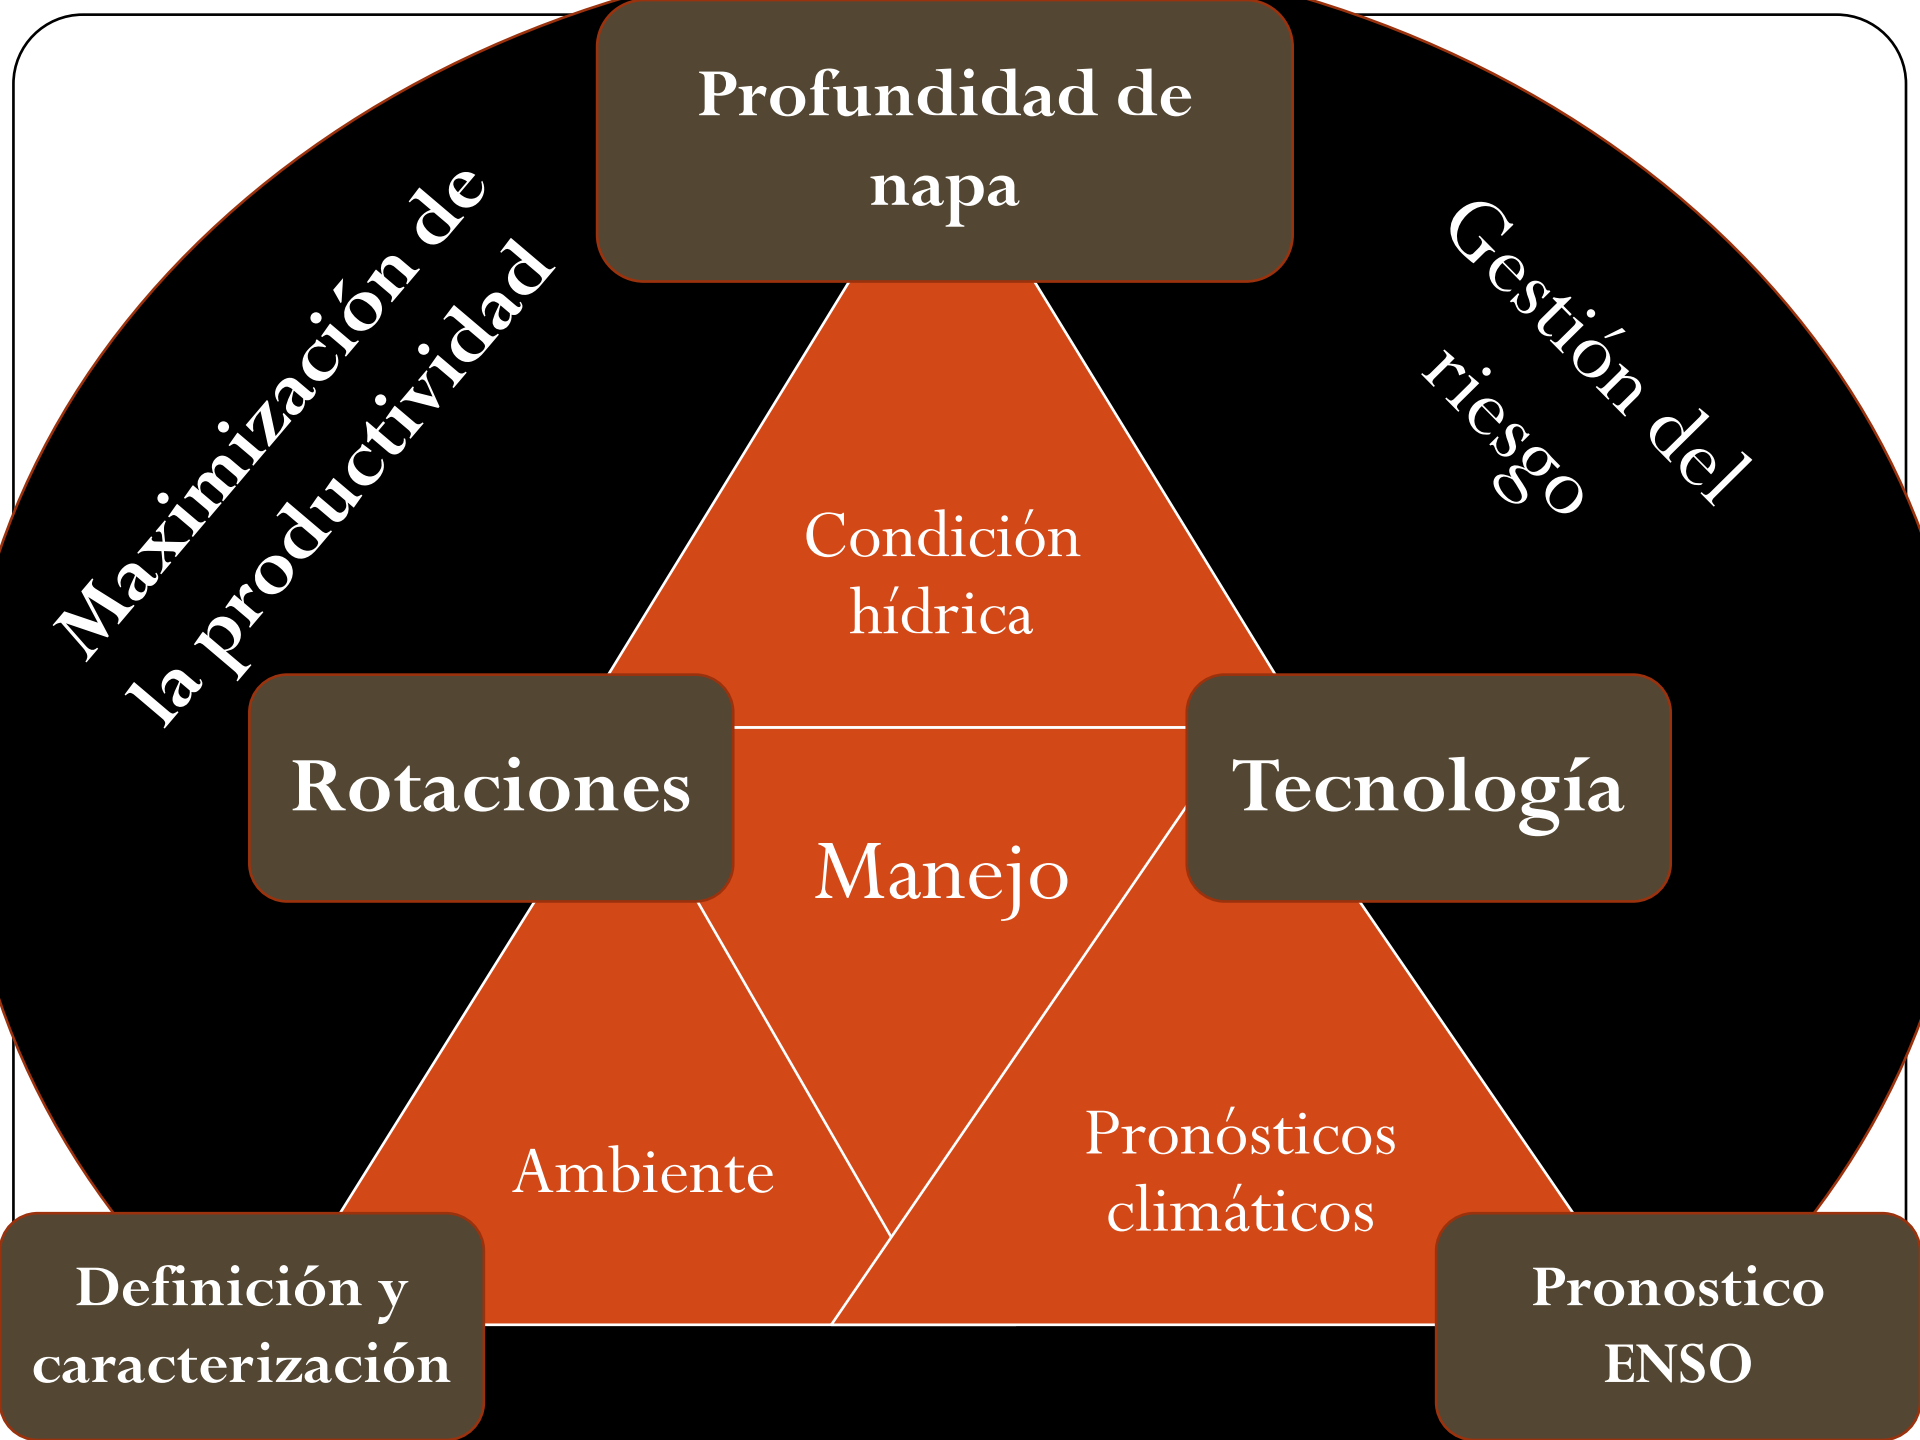 Profundidad de
napa
Maximización de
la productividad
Gestión del
riesgo
Condición
hídrica
Rotaciones
Tecnología
Manejo
Ambiente
Pronósticos
climáticos
Definición y
caracterización
Pronostico
ENSO